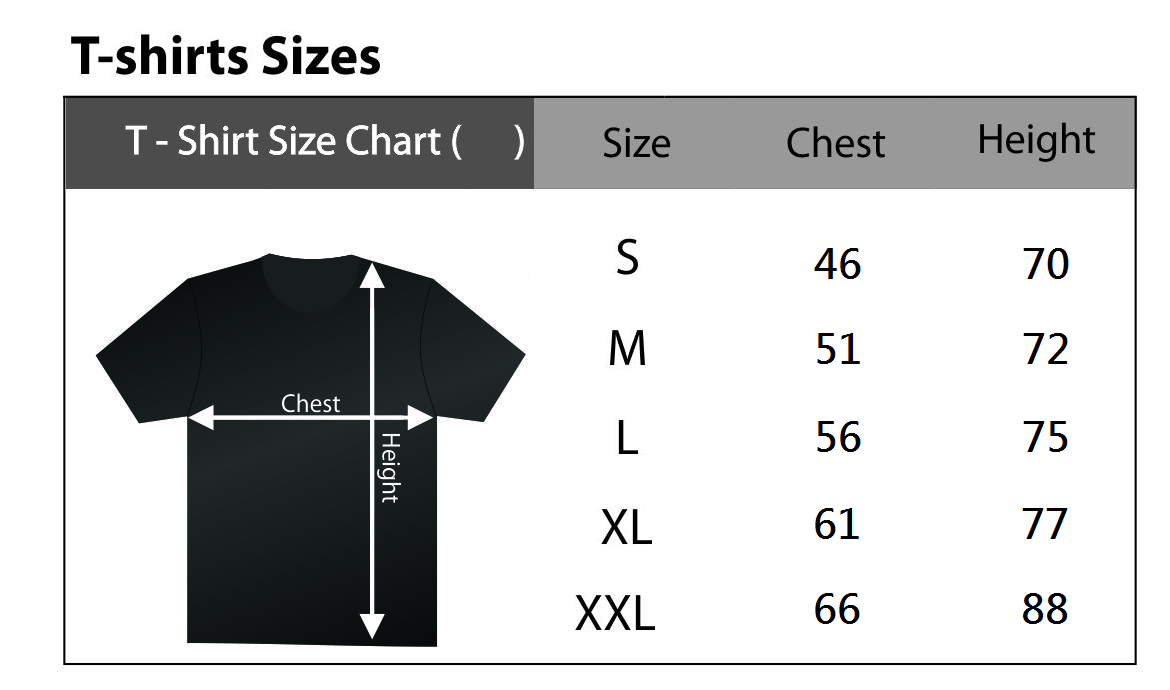 T-shirts Sizes
T - Shirt Size Chart (      ) Size Chest Height
S 46 70
M 51 72
L 56 75
XL 61 77
XXL 66 88
Chest
Height